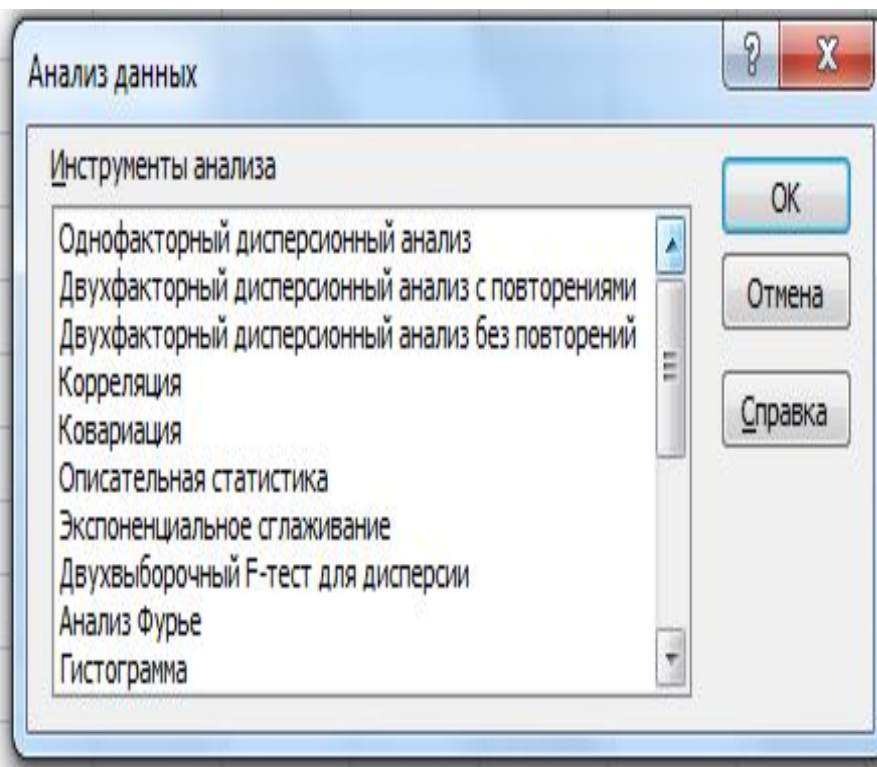 Анализ данных
Инструменты анализа
Однофакторный дисперсионный анализ
Двухфакторный дисперсионный анализ с повторениями
Двухфакторный дисперсионный анализ без повторений
Корреляция
Ковариация
Описательная статистика
Экспоненциальное сглаживание
Двухвыборочный F-тест для дисперсии
Анализ Фурье
Гистограмма
ОК
Отмена
Справка